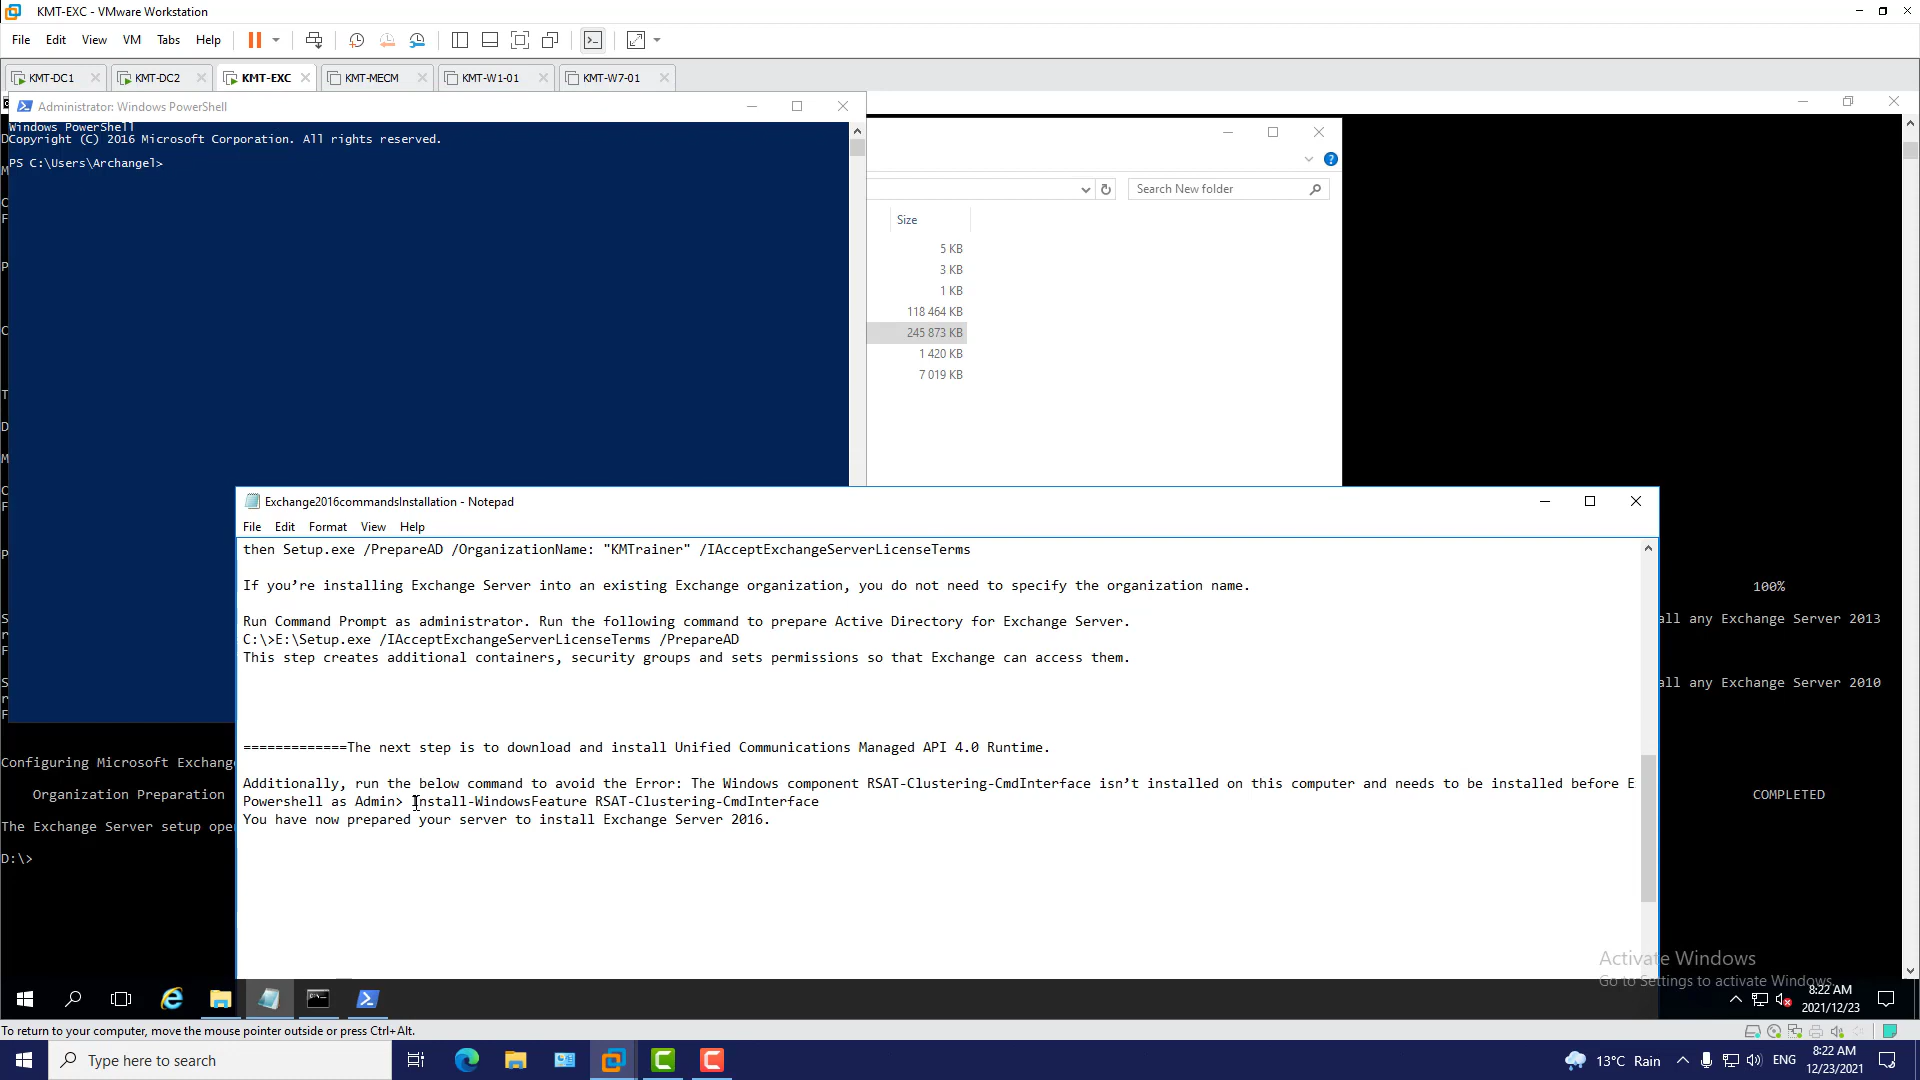 KMT-EXC - VMware Workstation
File Edit View VM Tabs Help
KMT-DC1 KMT-DC2 KMT-EXC KMT-MECM KMT-W1-01 KMT-W7-01
Administrator: Windows PowerShell
Windows PowerShell
Copyright (C) 2016 Microsoft Corporation. All rights reserved.
PS C:\Users\Archangel>
Search New folder
Size
5 KB
3 KB
1 KB
118 464 KB
245 873 KB
1 420 KB
7 019 KB
Exchange2016commandsInstallation - Notepad
File Edit Format View Help
then Setup.exe /PrepareAD /OrganizationName: "KMTrainer" /IAcceptExchangeServerLicenseTerms
If you’re installing Exchange Server into an existing Exchange organization, you do not need to specify the organization name.
Run Command Prompt as administrator. Run the following command to prepare Active Directory for Exchange Server.
C:\>E:\Setup.exe /IAcceptExchangeServerLicenseTerms /PrepareAD
This step creates additional containers, security groups and sets permissions so that Exchange can access them.
=============The next step is to download and install Unified Communications Managed API 4.0 Runtime.
Additionally, run the below command to avoid the Error: The Windows component RSAT-Clustering-CmdInterface isn’t installed on this computer and needs to be installed before E
Powershell as Admin> Install-WindowsFeature RSAT-Clustering-CmdInterface
You have now prepared your server to install Exchange Server 2016.
100%
all any Exchange Server 2013
all any Exchange Server 2010
Configuring Microsoft Exchange
Organization Preparation
COMPLETED
The Exchange Server setup ope
D:\>
Activate Windows
Go to Settings to activate Windows.
8:22 AM
2021/12/23
To return to your computer, move the mouse pointer outside or press Ctrl+Alt.
Type here to search
13°C Rain
ENG
8:22 AM
12/23/2021